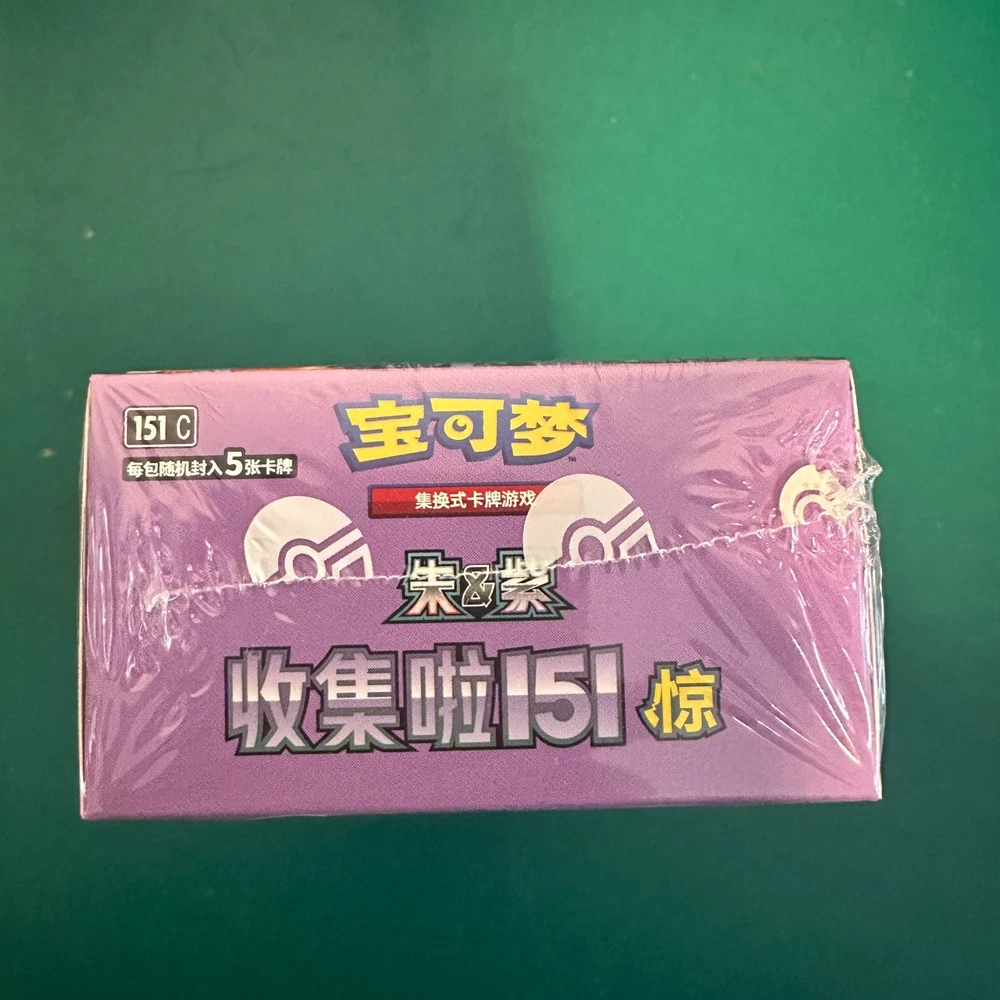 151 C
每包随机封入5张卡牌
宝可梦
TM
集换式卡牌游戏
朱&紫
收集啦151 惊